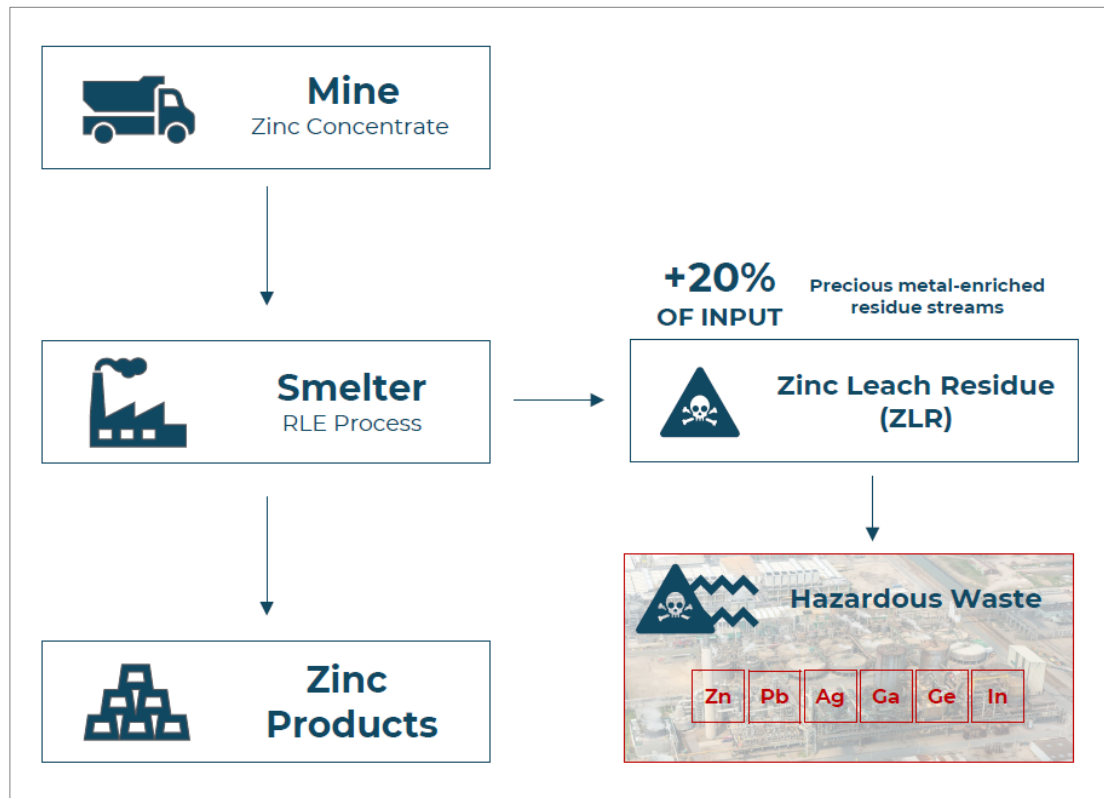 Mine
Zinc Concentrate
+20%
OF INPUT
Precious metal-enriched
residue streams
Smelter
RLE Process
Zinc Leach Residue
(ZLR)
Hazardous Waste
Zn Pb Ag Ga Ge In
Zinc
Products